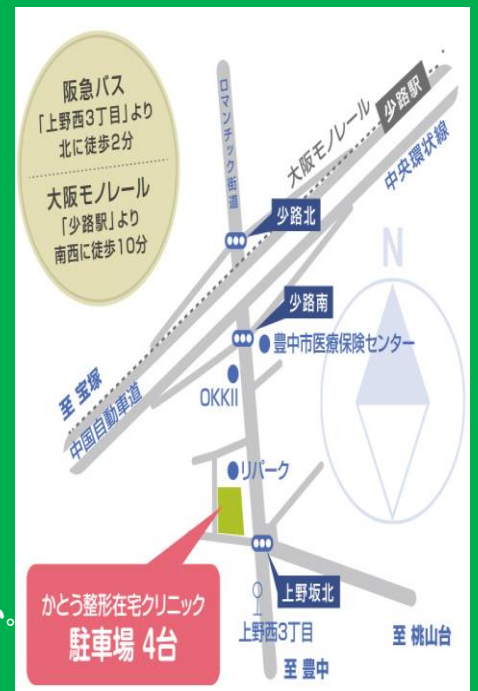 阪急バス
「上野西3丁目」より
北に徒歩2分
大阪モノレール
「少路駅」より
南西に徒歩10分
ロマンチック街道
大阪モノレール
少路駅
中央環状線
少路北
少路南
豊中市医療保険センター
OKKII
至 宝塚
中国自動車道
N
リパーク
上野坂北
かとう整形在宅クリニック
駐車場 4台
上野西3丁目
至 豊中
至 桃山台
。